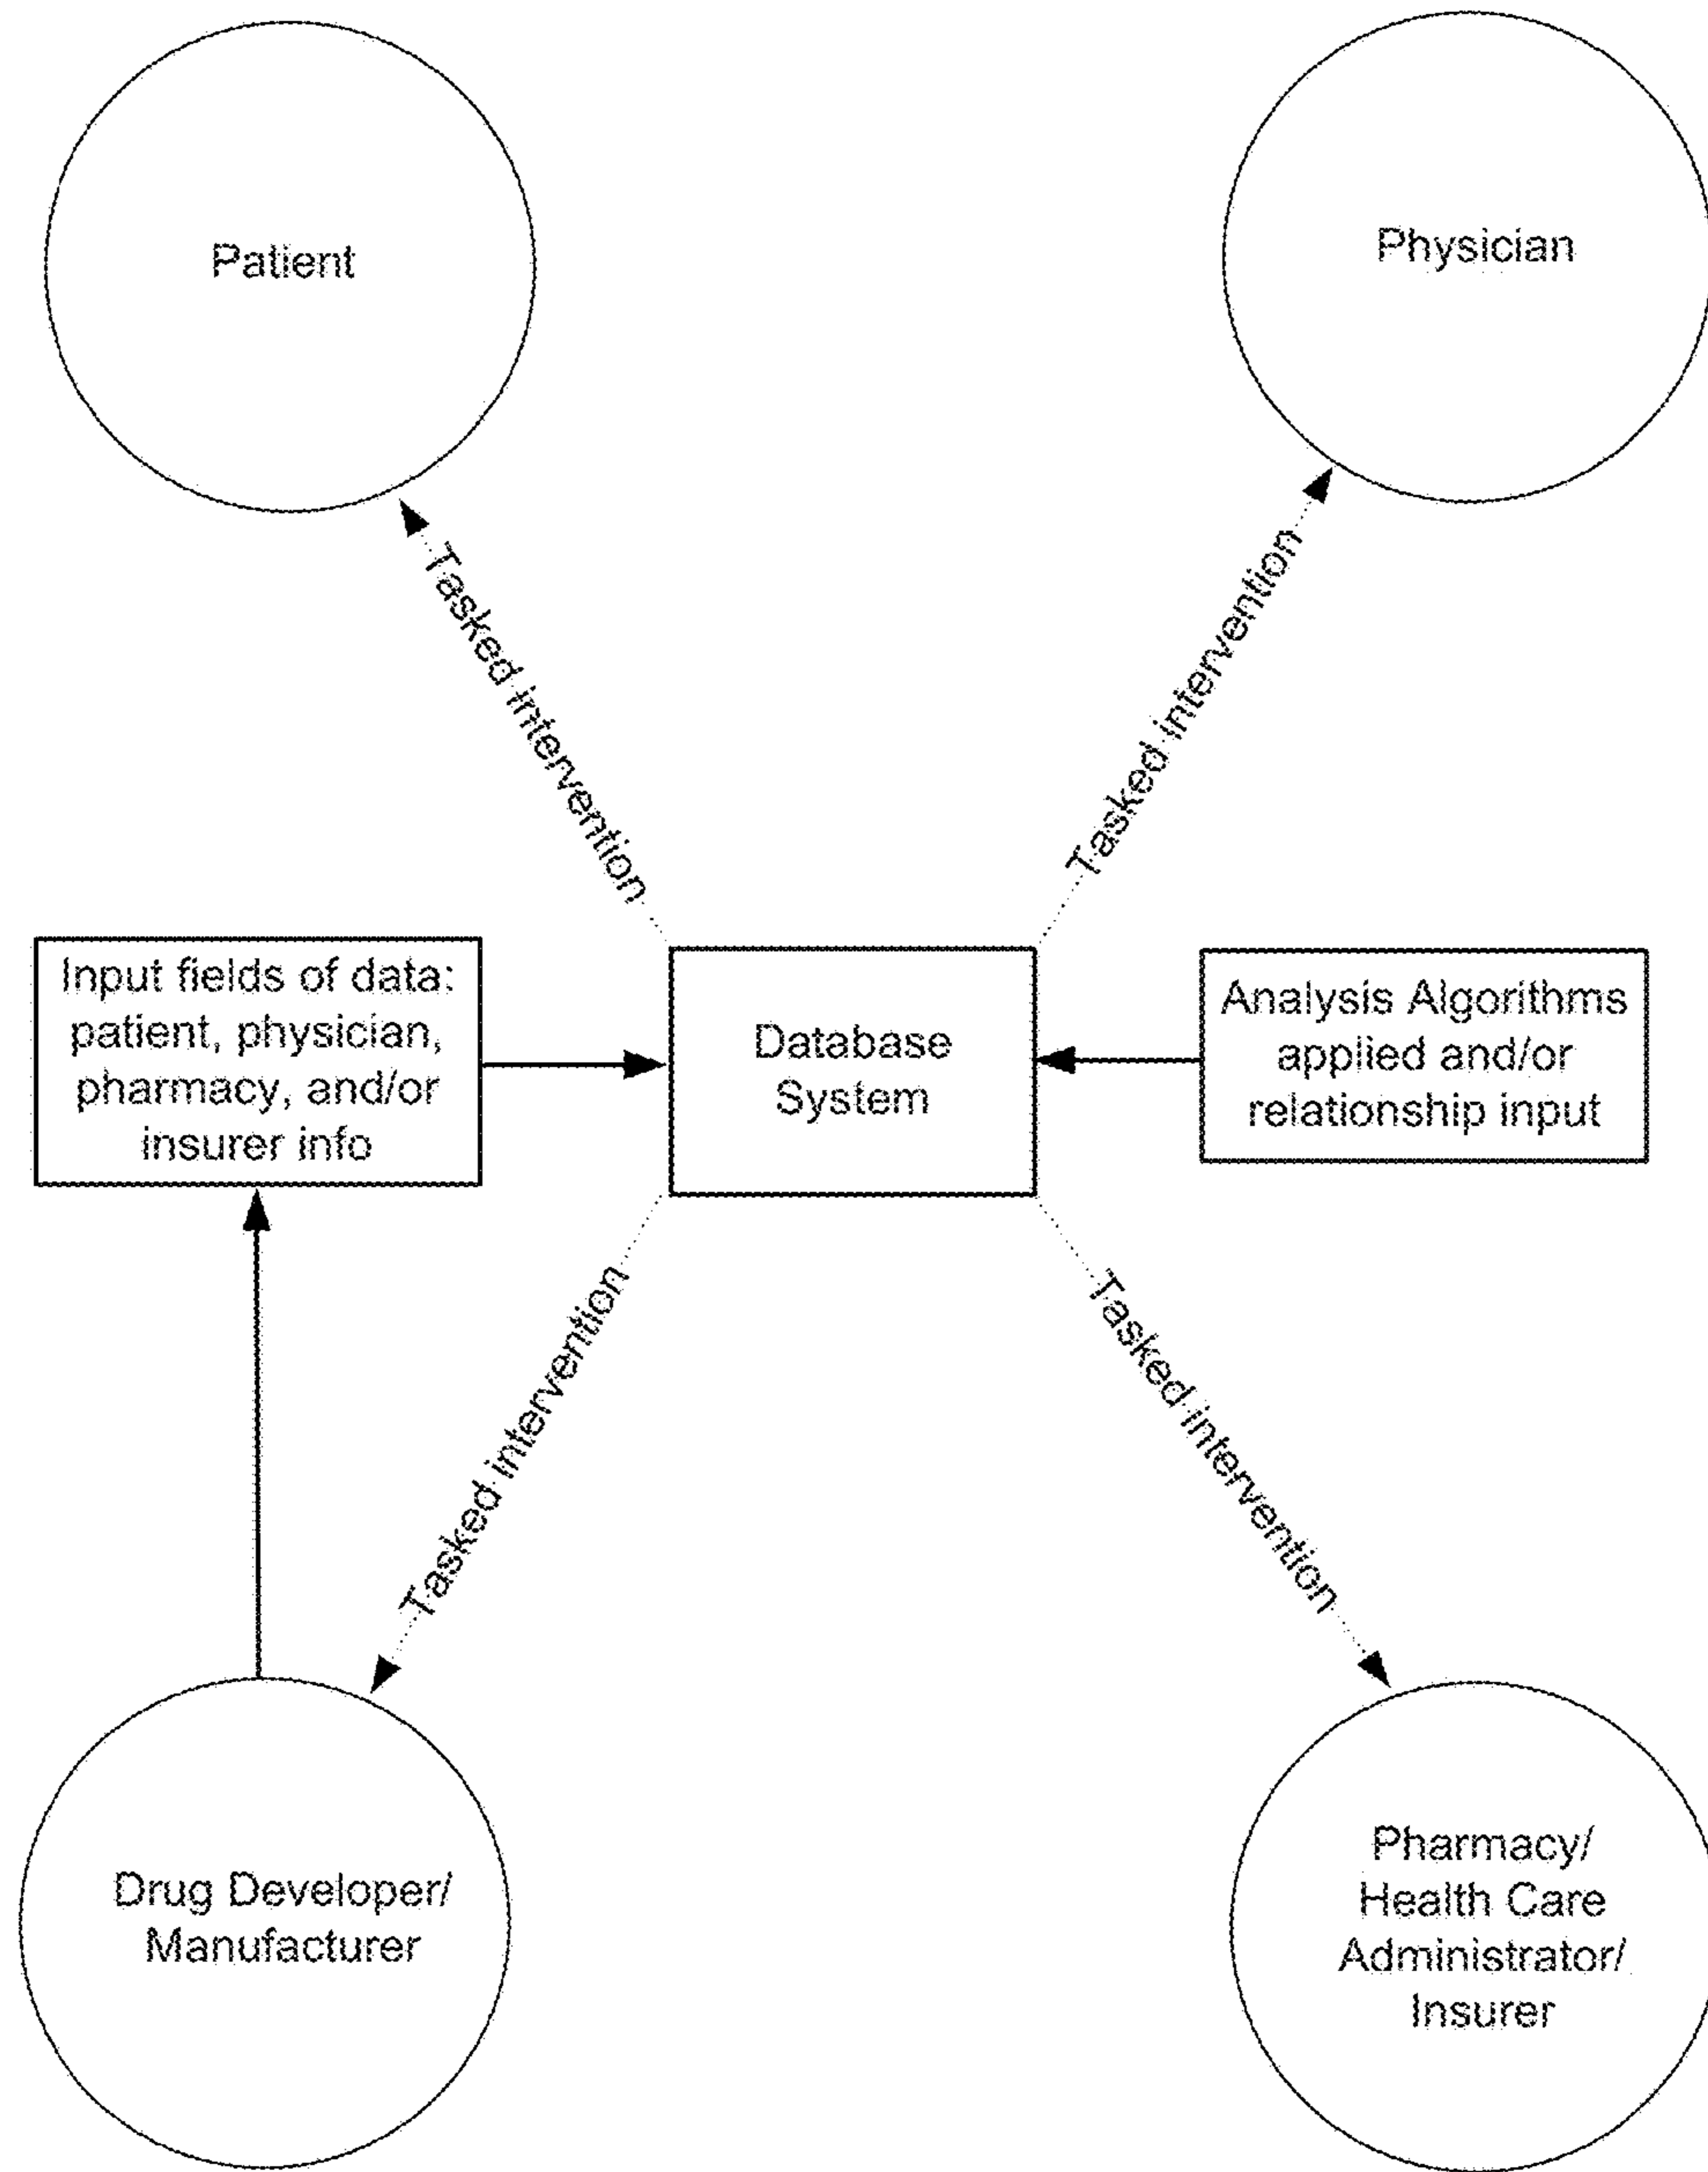 Patient
Physician
Tasked intervention
Tasked intervention
Input fields of data:
patient, physician,
pharmacy, and/or
insurer info
Database
System
Analysis Algorithms
applied and/or
relationship input
Tasked intervention
Tasked intervention
Drug Developer/
Manufacturer
Pharmacy/
Health Care
Administrator/
Insurer